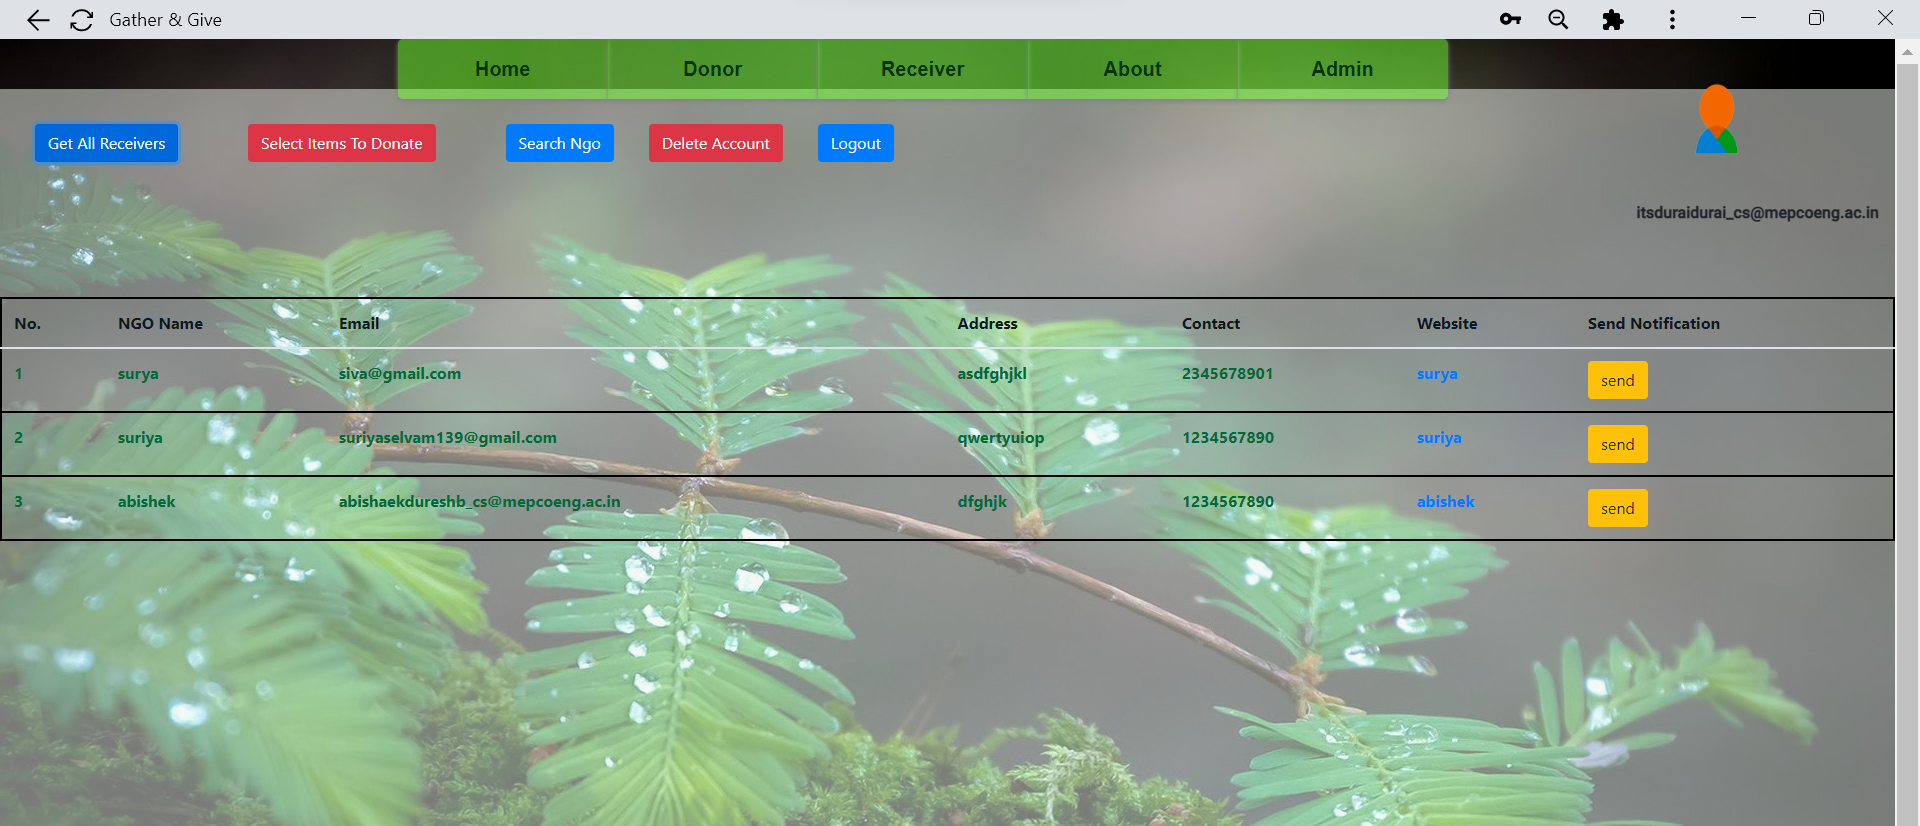 Gather & Give
Home Donor Receiver About Admin
Get All Receivers Select Items To Donate Search Ngo Delete Account Logout
itsduraidurai_cs@mepcoeng.ac.in
No. NGO Name Email Address Contact Website Send Notification
1 surya siva@gmail.com asdfghjkl 2345678901 surya send
2 suriya suriyaselvam139@gmail.com qwertyuiop 1234567890 suriya send
3 abishek abishaekdureshb_cs@mepcoeng.ac.in dfghjk 1234567890 abishek send